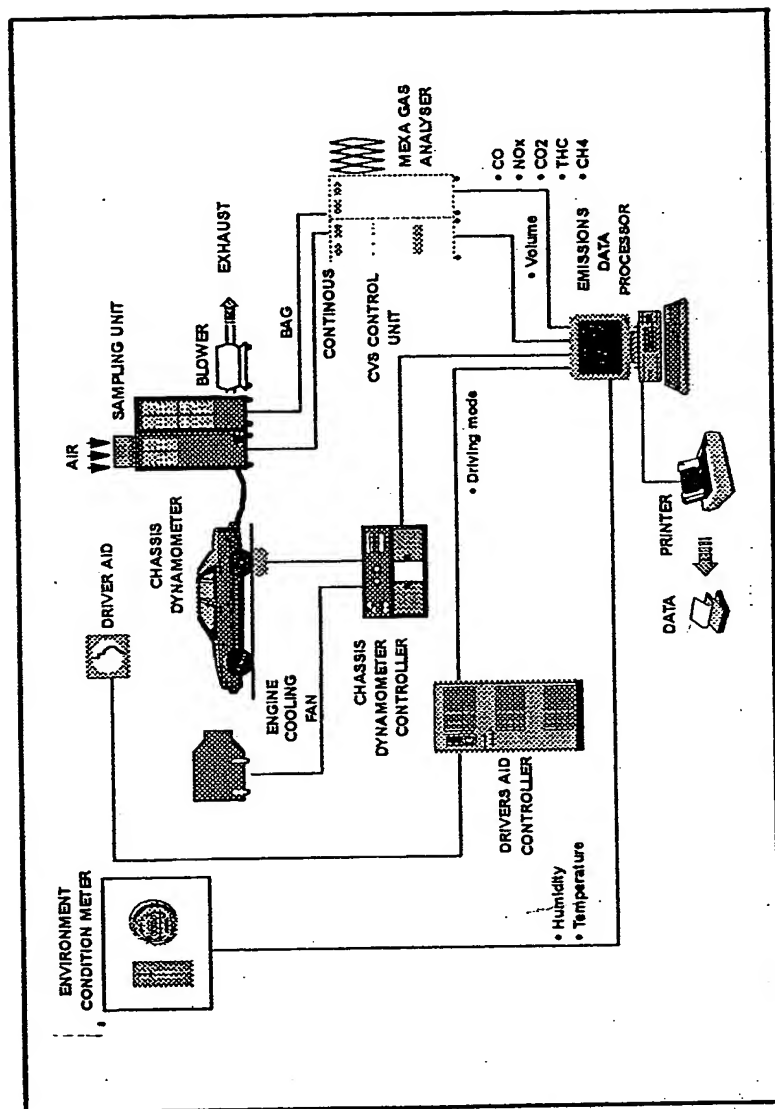 ENVIRONMENT
CONDITION METER
DRIVER AID
AIR
SAMPLING UNIT
BLOWER
EXHAUST
CHASSIS
DYNAMOMETER
ENGINE
COOLING
FAN
BAG
CONTINOUS
CVS CONTROL
UNIT
MEXA GAS
ANALYSER
CHASSIS
DYNAMOMETER
CONTROLLER
DRIVERS AID
CONTROLLER
• Driving mode
• Volume
• CO
• NOx
• CO2
• THC
• CH4
• Humidity
• Temperature
EMISSIONS
DATA
PROCESSOR
DATA
PRINTER